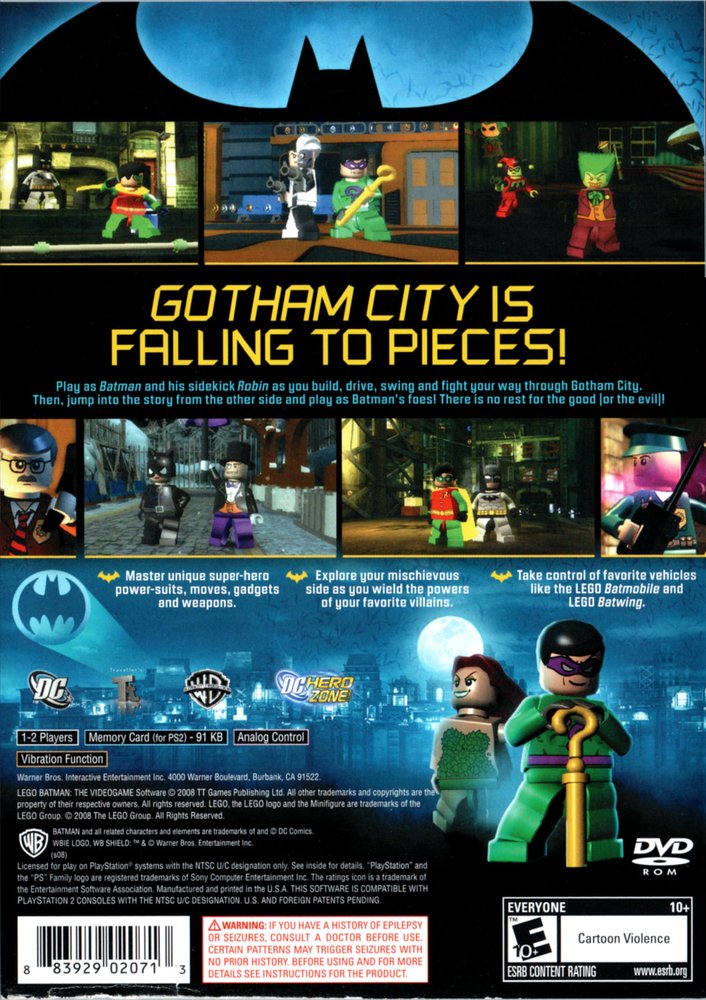 GOTHAM CITY IS
FALLING TO PIECES!
Play as Batman and his sidekick Robin as you build, drive, swing and fight your way through Gotham City.
Then, jump into the story from the other side and play as Batman's foes! There is no rest for the good (or the evil)!
Master unique super-hero
power-suits, moves, gadgets
and weapons.
Explore your mischievous
side as you wield the powers
of your favorite villains.
Take control of favorite vehicles
like the LEGO Batmobile and
LEGO Batwing.
DC
Traveller's
TT
WB
DC HERO
ZONE
1-2 Players
Memory Card (for PS2) - 91 KB
Analog Control
Vibration Function
Warner Bros. Interactive Entertainment Inc. 4000 Warner Boulevard, Burbank, CA 91522.
LEGO BATMAN: THE VIDEOGAME Software © 2008 TT Games Publishing Ltd. All other trademarks and copyrights are the
property of their respective owners. All rights reserved. LEGO, the LEGO logo and the Minifigure are trademarks of the
LEGO Group. © 2008 The LEGO Group. All Rights Reserved.
WB
BATMAN and all related characters and elements are trademarks of and © DC Comics.
WBIE LOGO, WB SHIELD: ™ & © Warner Bros. Entertainment Inc.
(s08)
Licensed for play on PlayStation® systems with the NTSC U/C designation only. See inside for details. "PlayStation" and
the "PS" Family logo are registered trademarks of Sony Computer Entertainment Inc. The ratings icon is a trademark of
the Entertainment Software Association. Manufactured and printed in the U.S.A. THIS SOFTWARE IS COMPATIBLE WITH
PLAYSTATION 2 CONSOLES WITH THE NTSC U/C DESIGNATION. U.S. AND FOREIGN PATENTS PENDING.
DVD
ROM
8 83929 02071 3
WARNING: IF YOU HAVE A HISTORY OF EPILEPSY
OR SEIZURES, CONSULT A DOCTOR BEFORE USE.
CERTAIN PATTERNS MAY TRIGGER SEIZURES WITH
NO PRIOR HISTORY. BEFORE USING AND FOR MORE
DETAILS SEE INSTRUCTIONS FOR THE PRODUCT.
EVERYONE 10+
E
10+
™
Cartoon Violence
ESRB CONTENT RATING www.esrb.org